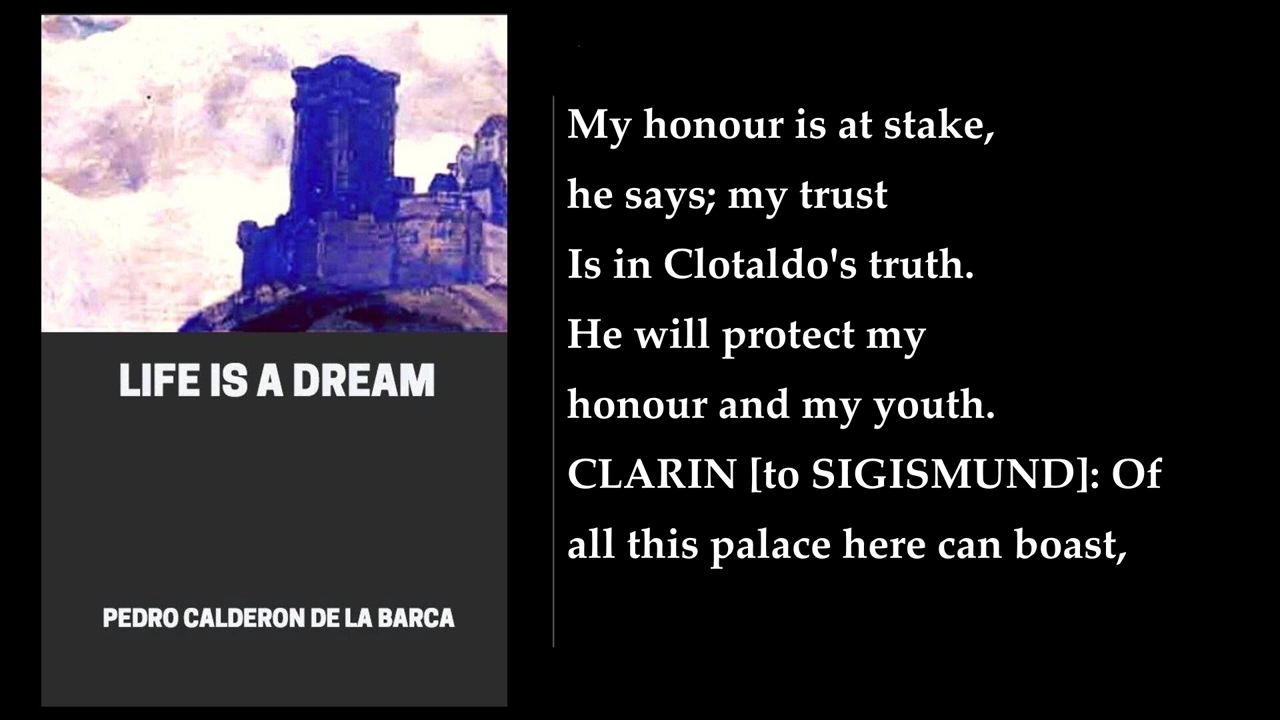 LIFE IS A DREAM
PEDRO CALDERON DE LA BARCA
My honour is at stake,
he says; my trust
Is in Clotaldo's truth.
He will protect my
honour and my youth.
CLARIN [to SIGISMUND]: Of
all this palace here can boast,